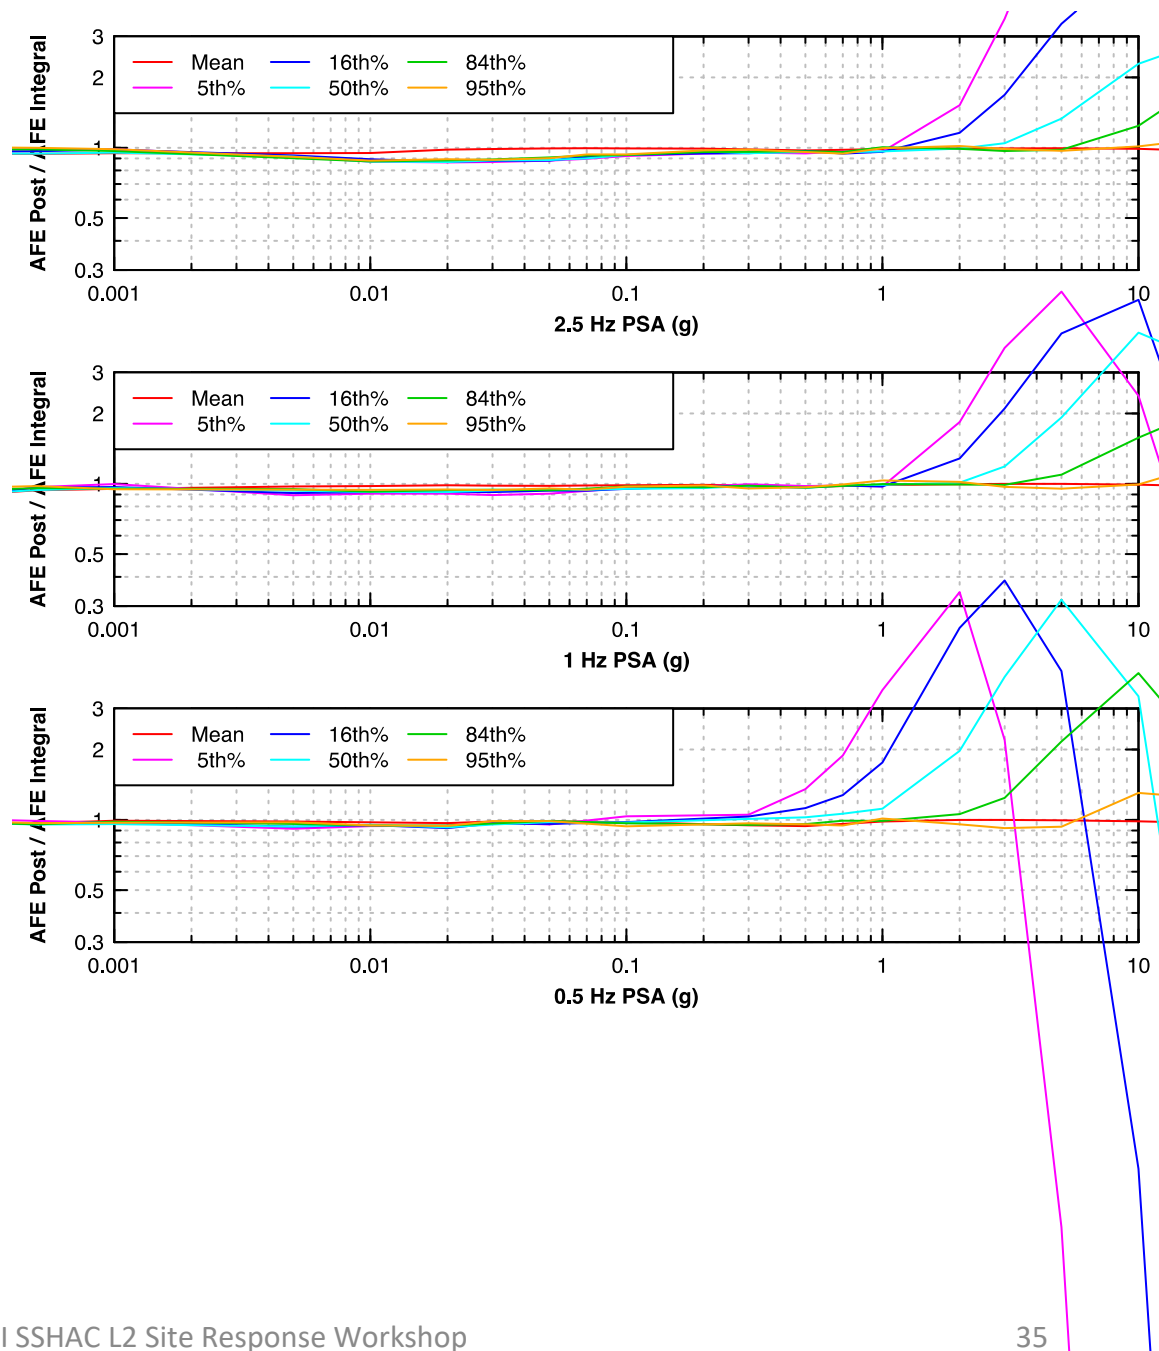 AFE Post / AFE Integral
3
2
1
0.5
0.3
Mean 16th% 84th%
5th% 50th% 95th%
0.001 0.01 0.1 1 10
2.5 Hz PSA (g)
AFE Post / AFE Integral
3
2
1
0.5
0.3
Mean 16th% 84th%
5th% 50th% 95th%
0.001 0.01 0.1 1 10
1 Hz PSA (g)
AFE Post / AFE Integral
3
2
1
0.5
0.3
Mean 16th% 84th%
5th% 50th% 95th%
0.001 0.01 0.1 1 10
0.5 Hz PSA (g)
I SSHAC L2 Site Response Workshop 35